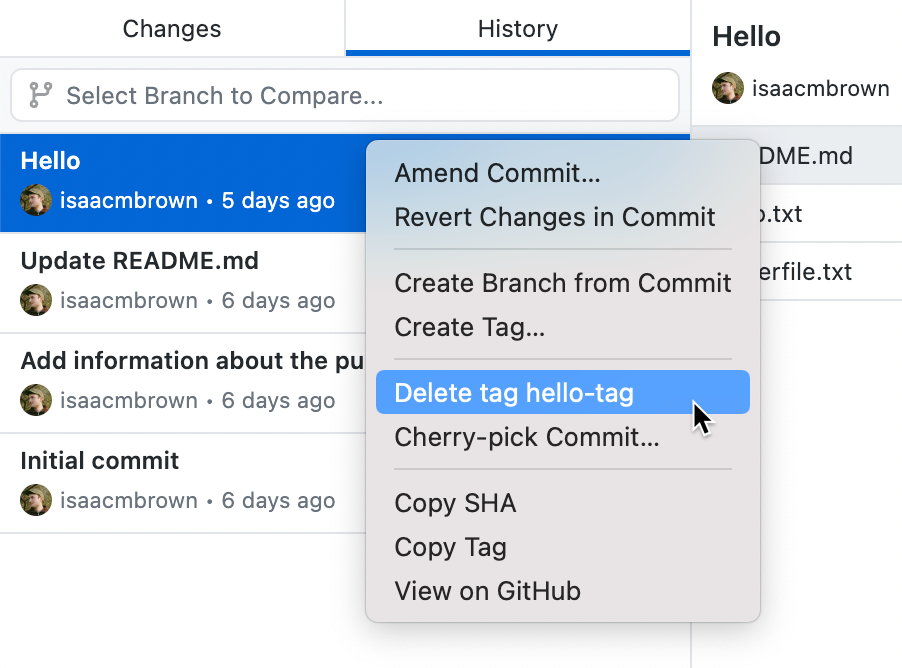 Changes
History
Select Branch to Compare...
Hello
isaacmbrown • 5 days ago
Update README.md
isaacmbrown • 6 days ago
Add information about the pu
isaacmbrown • 6 days ago
Initial commit
isaacmbrown • 6 days ago
Amend Commit...
Revert Changes in Commit
Create Branch from Commit
Create Tag...
Delete tag hello-tag
Cherry-pick Commit...
Copy SHA
Copy Tag
View on GitHub
Hello
isaacmbrown
DME.md
o.txt
erfile.txt